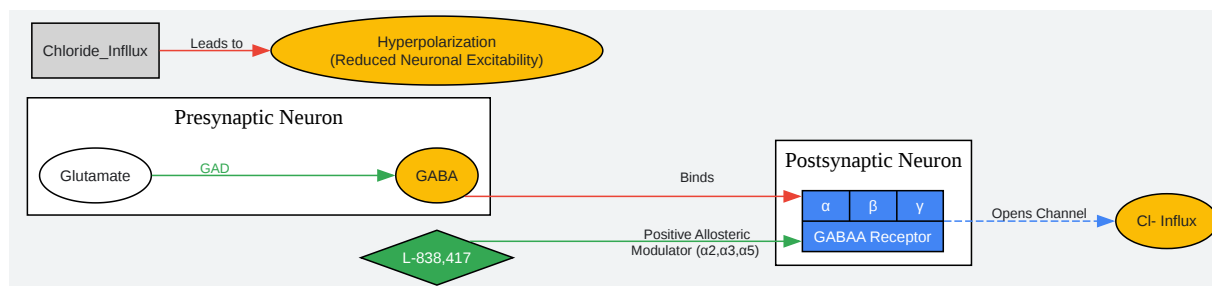 Chloride_Infllux
Leads to
Hyperpolarization
(Reduced Neuronal Excitability)
Presynaptic Neuron
Glutamate
GAD
GABA
Binds
Postsynaptic Neuron
α
β
γ
GABAA Receptor
Opens Channel
Cl- Influx
L-838,417
Positive Allosteric
Modulator (α2,α3,α5)